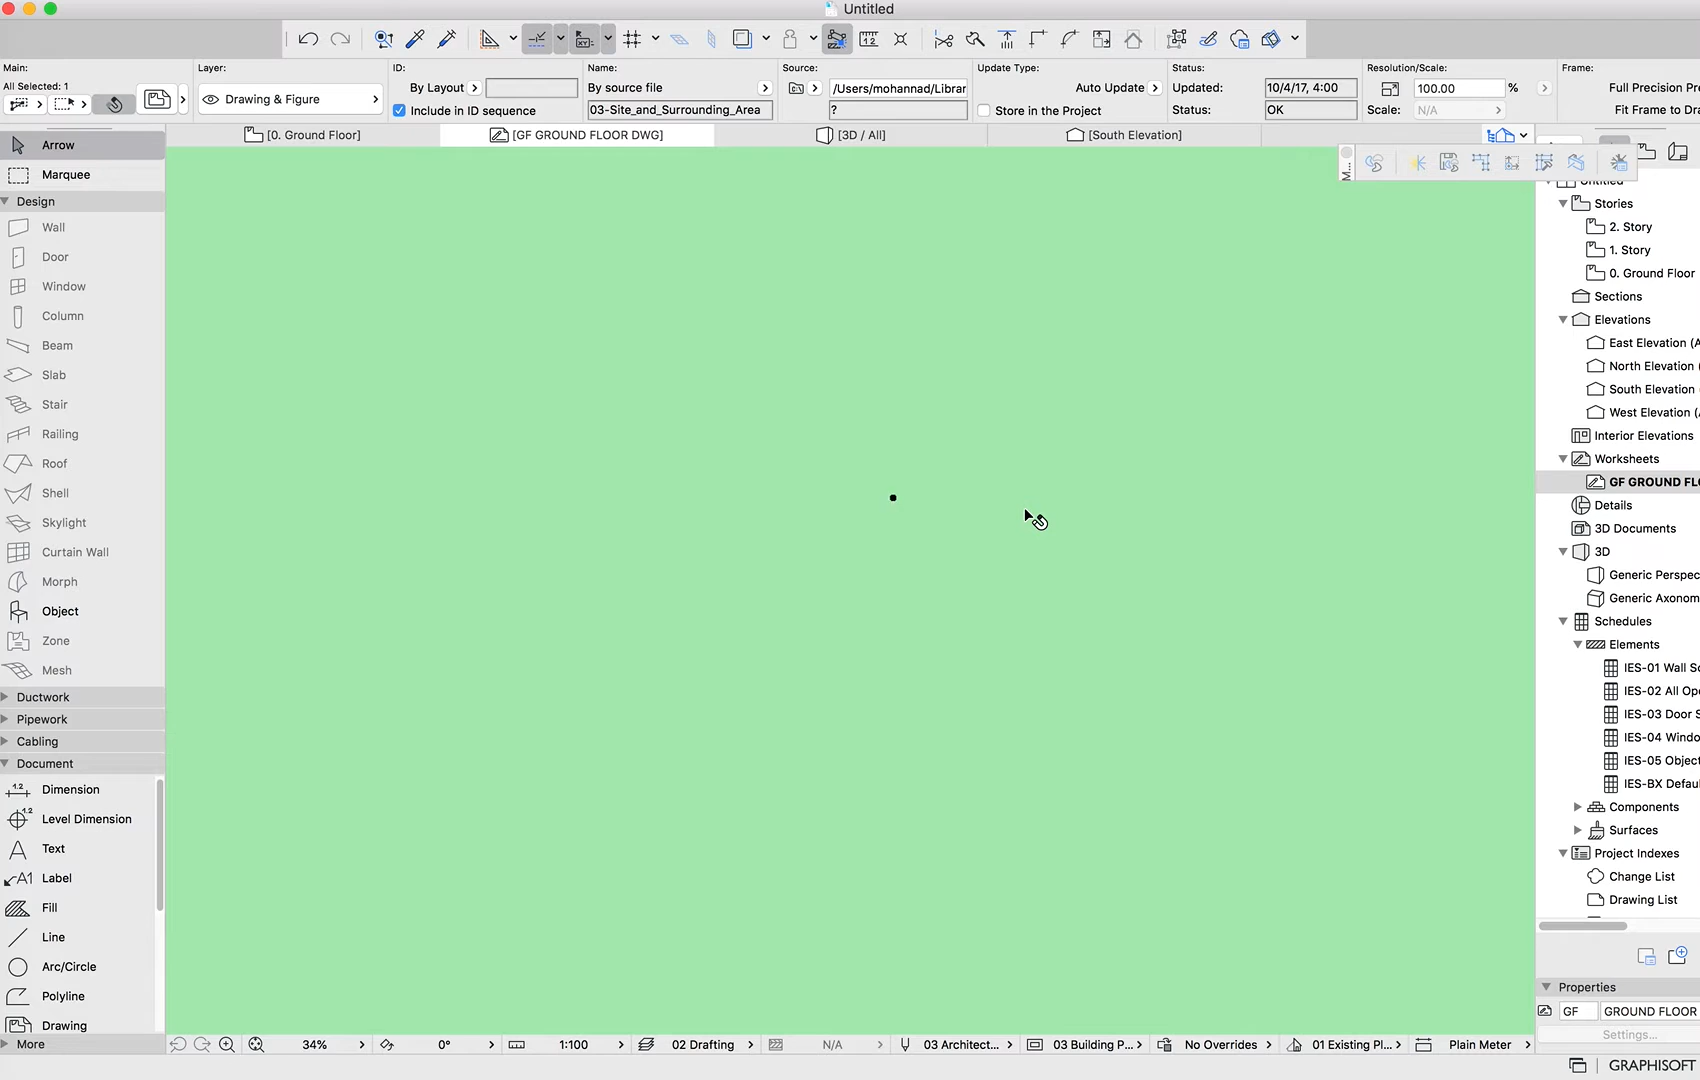 Untitled
Main:
All Selected: 1
Layer:
Drawing & Figure
ID:
By Layout
Include in ID sequence
Name:
By source file
03-Site_and_Surrounding_Area
Source:
/Users/mohannad/Librar
?
Update Type:
Auto Update
Store in the Project
Status:
Updated:
10/4/17, 4:00
Status:
OK
Resolution/Scale:
100.00
%
Scale:
N/A
Frame:
Full Precision Pre
Fit Frame to Dra
[0. Ground Floor]
[GF GROUND FLOOR DWG]
[3D / All]
[South Elevation]
M...
Arrow
Marquee
Design
Wall
Door
Window
Column
Beam
Slab
Stair
Railing
Roof
Shell
Skylight
Curtain Wall
Morph
Object
Zone
Mesh
Ductwork
Pipework
Cabling
Document
Dimension
Level Dimension
Text
Label
Fill
Line
Arc/Circle
Polyline
Drawing
More
Untitled
Stories
2. Story
1. Story
0. Ground Floor
Sections
Elevations
East Elevation (A
North Elevation (
South Elevation (
West Elevation (A
Interior Elevations
Worksheets
GF GROUND FLO
Details
3D Documents
3D
Generic Perspec
Generic Axonom
Schedules
Elements
IES-01 Wall Sc
IES-02 All Ope
IES-03 Door S
IES-04 Windo
IES-05 Object
IES-BX Defaul
Components
Surfaces
Project Indexes
Change List
Drawing List
Properties
GF
GROUND FLOOR
Settings...
34%
0°
1:100
02 Drafting
N/A
03 Architect...
03 Building P...
No Overrides
01 Existing Pl...
Plain Meter
GRAPHISOFT